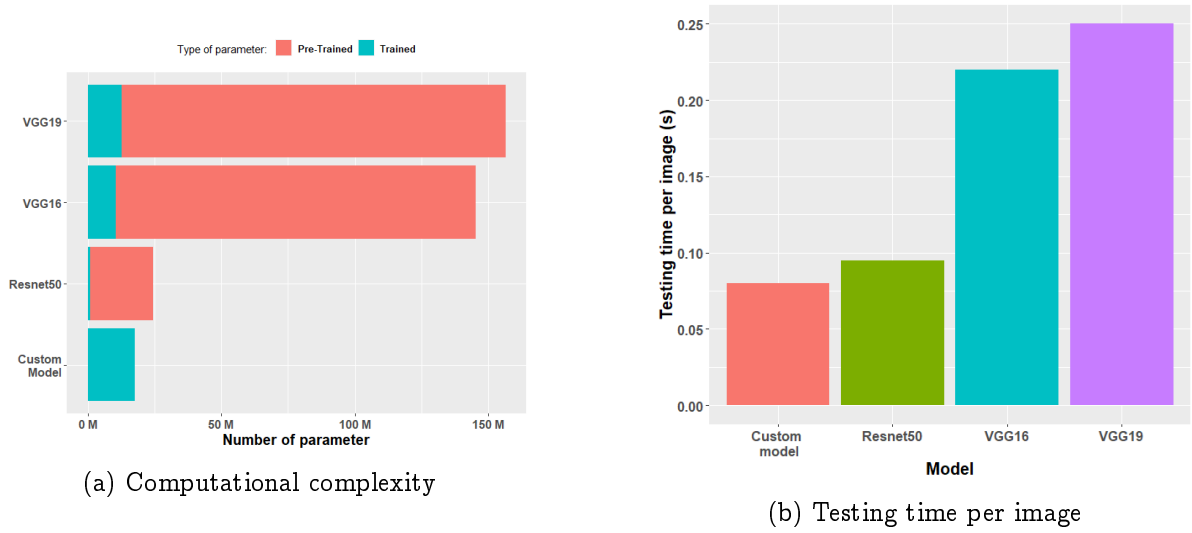 Type of parameter: Pre-Trained Trained
VGG19
VGG16
Resnet50
Custom
Model
0 M 50 M 100 M 150 M
Number of parameter
(a) Computational complexity
Testing time per image (s)
0.25
0.20
0.15
0.10
0.05
0.00
Custom
model
Resnet50 VGG16 VGG19
Model
(b) Testing time per image